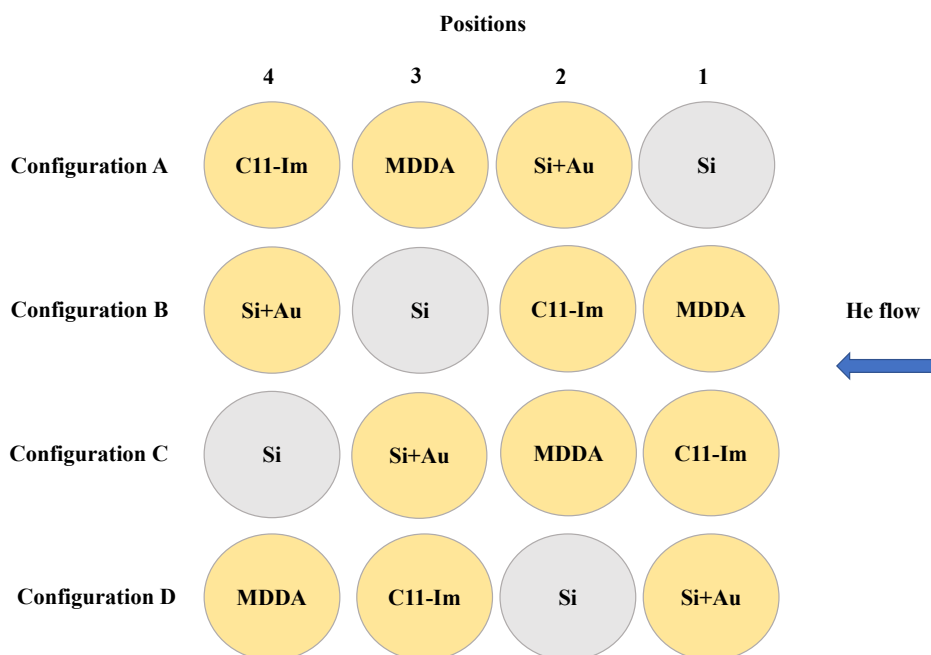 Positions
4 3 2 1
Configuration A C11-Im MDDA Si+Au Si
Configuration B Si+Au Si C11-Im MDDA He flow
Configuration C Si Si+Au MDDA C11-Im
Configuration D MDDA C11-Im Si Si+Au